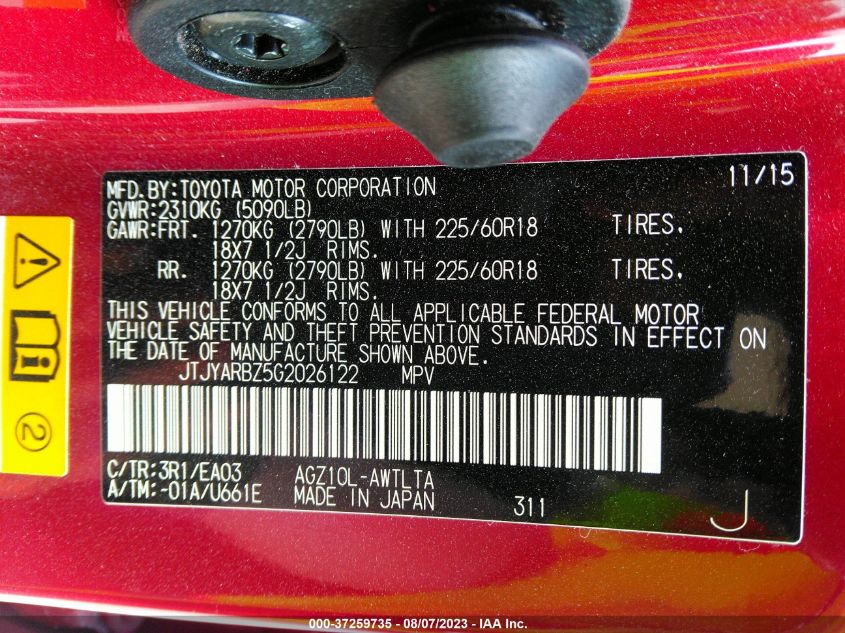 11/15
MFD.BY:TOYOTA MOTOR CORPORATION
GVWR:2310KG (5090LB)
GAWR:FRT. 1270KG (2790LB) WITH 225/60R18 TIRES,
18X7 1/2J RIMS.
RR. 1270KG (2790LB) WITH 225/60R18 TIRES,
18X7 1/2J RIMS.
THIS VEHICLE CONFORMS TO ALL APPLICABLE FEDERAL MOTOR
VEHICLE SAFETY AND THEFT PREVENTION STANDARDS IN EFFECT ON
THE DATE OF MANUFACTURE SHOWN ABOVE.
JTJYARBZ5G2026122 MPV
C/TR:3R1/EA03 AGZ10L-AWTLTA
A/TM:-01A/U661E MADE IN JAPAN 311 J
2
000-37259735 - 08/07/2023 - IAA Inc.